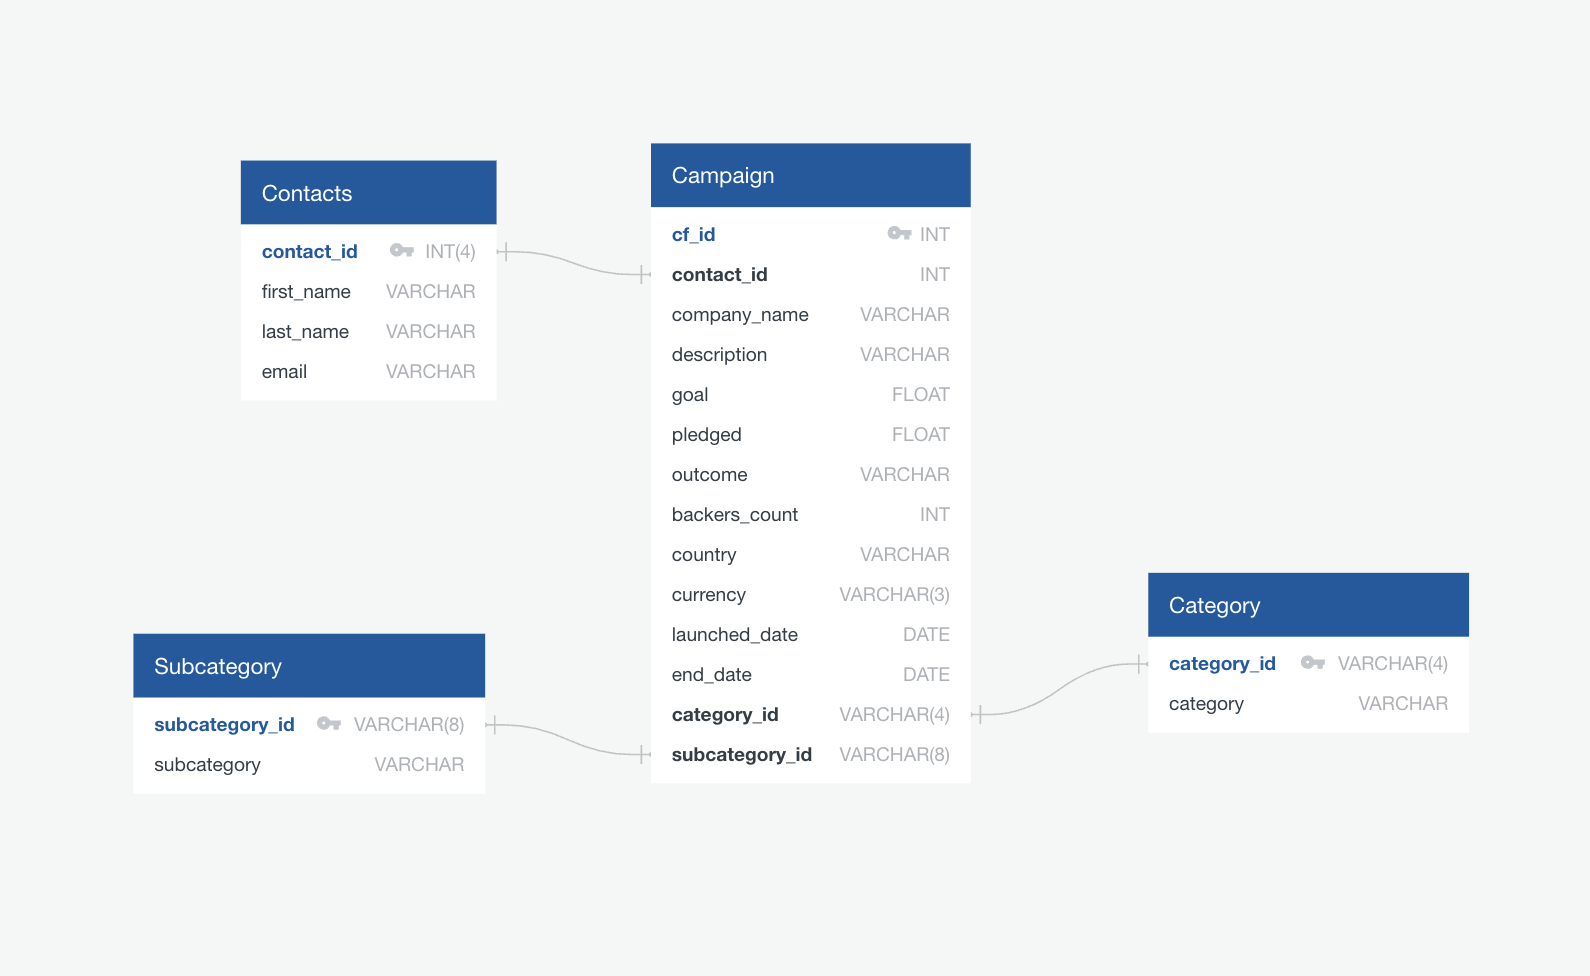 Contacts
contact_id INT(4)
first_name VARCHAR
last_name VARCHAR
email VARCHAR
Campaign
cf_id INT
contact_id INT
company_name VARCHAR
description VARCHAR
goal FLOAT
pledged FLOAT
outcome VARCHAR
backers_count INT
country VARCHAR
currency VARCHAR(3)
launched_date DATE
end_date DATE
category_id VARCHAR(4)
subcategory_id VARCHAR(8)
Subcategory
subcategory_id VARCHAR(8)
subcategory VARCHAR
Category
category_id VARCHAR(4)
category VARCHAR